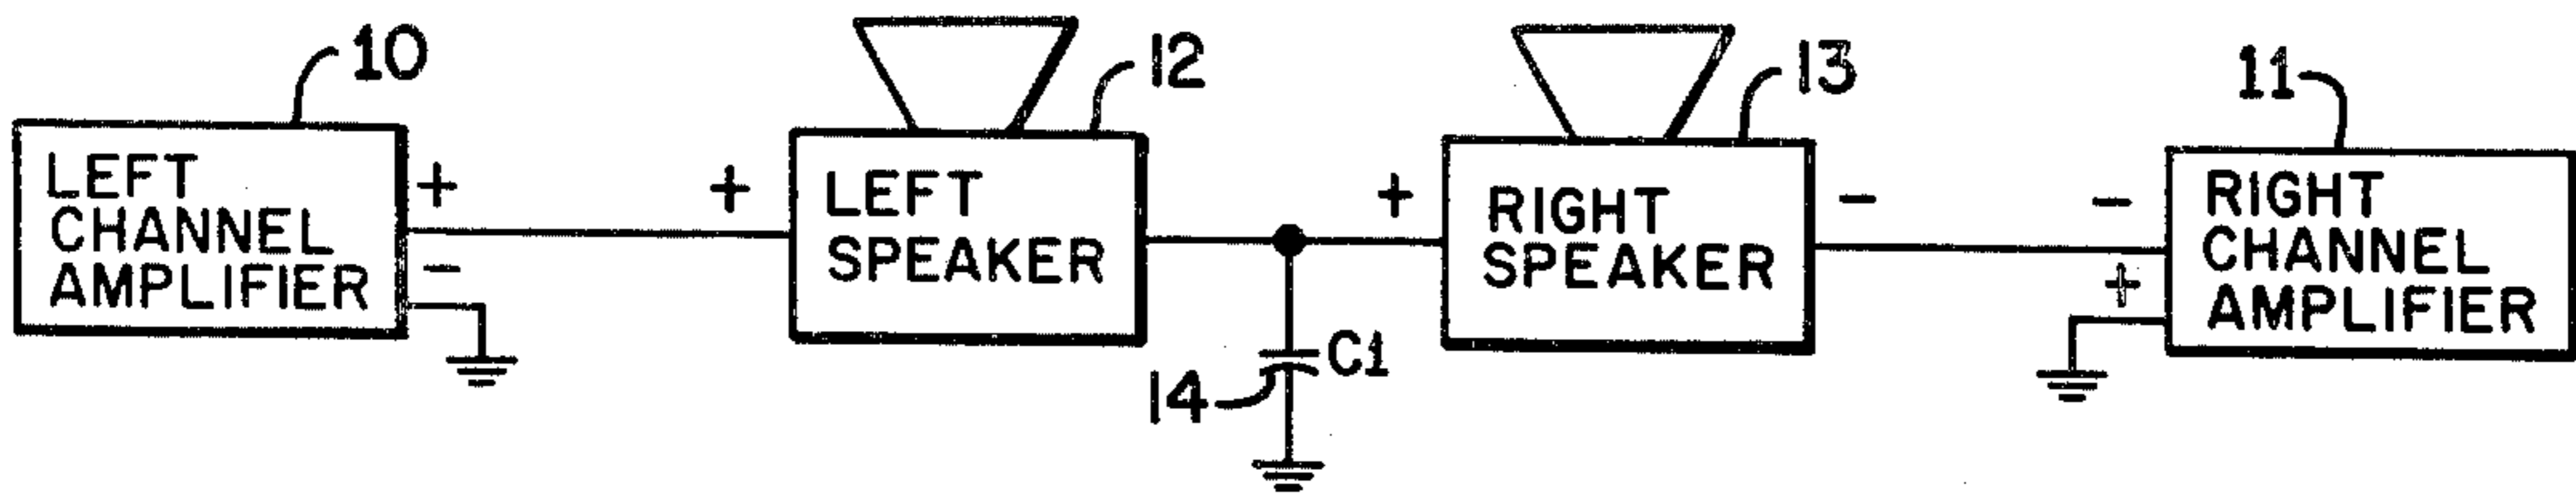 10
12
13
11
LEFT
CHANNEL
AMPLIFIER
+
-
+
LEFT
SPEAKER
+
RIGHT
SPEAKER
-
-
+
RIGHT
CHANNEL
AMPLIFIER
C1
14